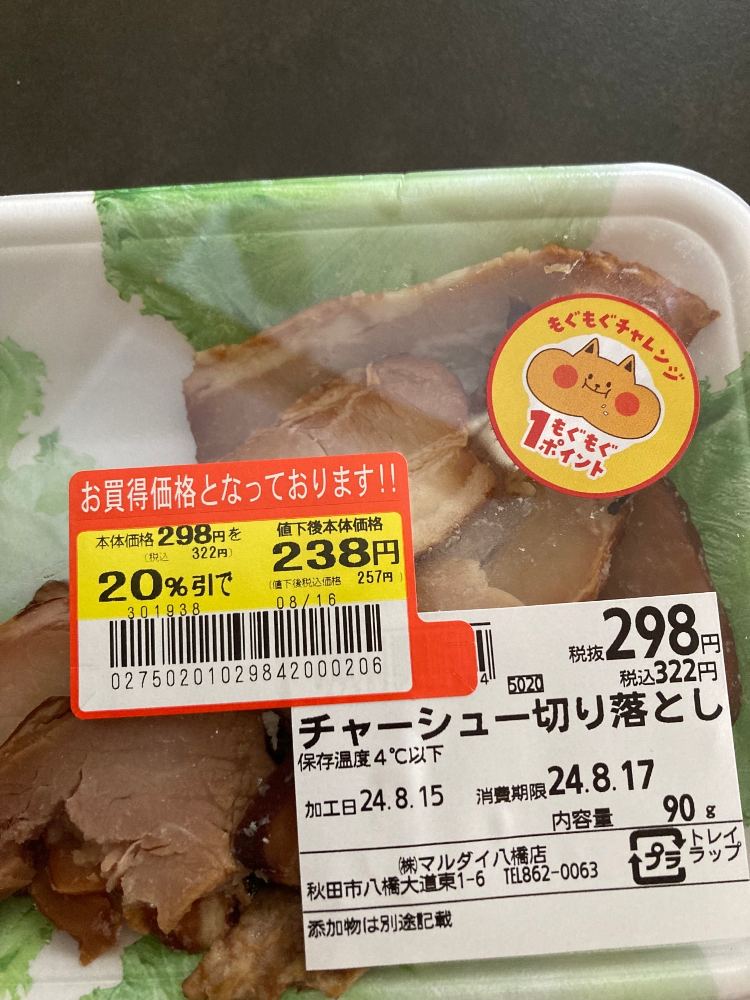 もぐもぐチャレンジ
1もぐもぐ
ポイント
お買得価格となっております!!
本体価格298円を
(税込 322円)
20%引で
値下後本体価格
238円
(値下後税込価格 257円)
301938 08/16
02750201029842000206
税抜298円
税込322円
4 5020
チャーシュー切り落とし
保存温度4℃以下
加工日24.8.15 消費期限24.8.17
内容量 90g
㈱マルダイ八橋店
秋田市八橋大道東1-6 TEL862-0063
プラ
トレイ
ラップ
添加物は別途記載